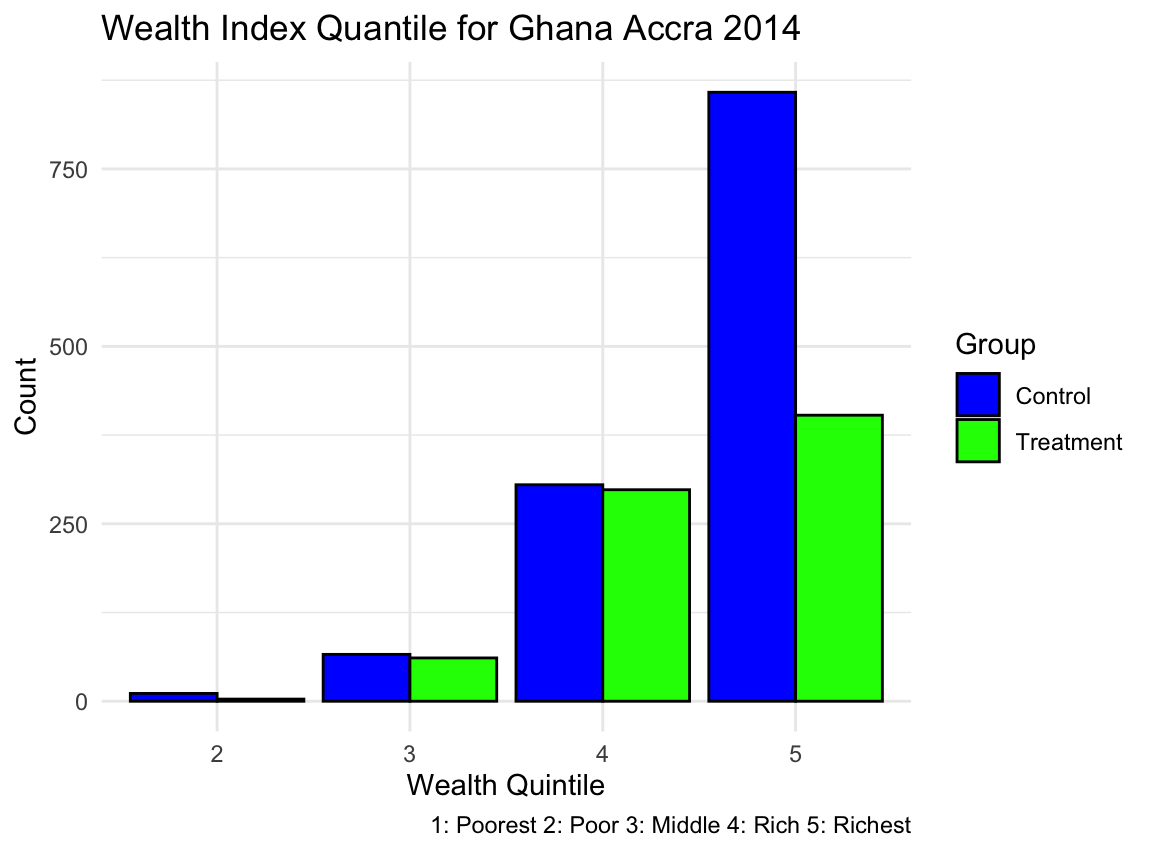 Wealth Index Quantile for Ghana Accra 2014
Count
750
500
250
0
2 3 4 5
Wealth Quintile
1: Poorest 2: Poor 3: Middle 4: Rich 5: Richest
Group
Control
Treatment